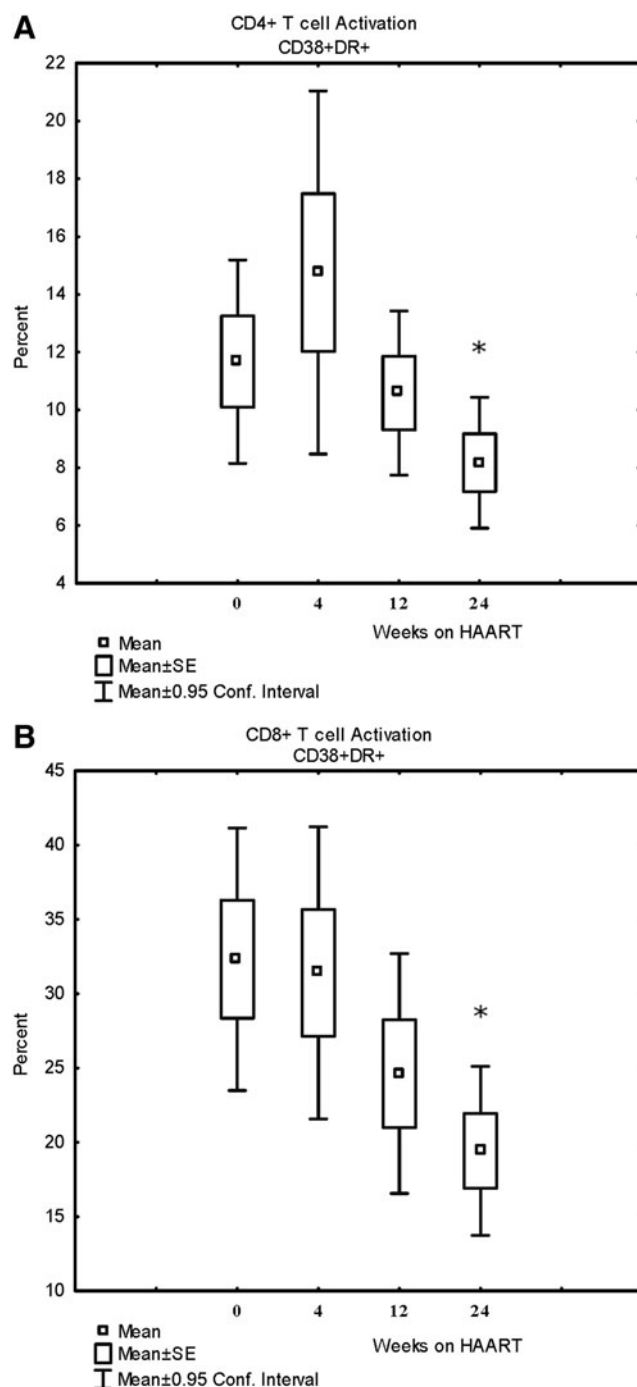 A
CD4+ T cell Activation
CD38+DR+
22
20
18
16
14
12
10
8
6
4
Percent
*
0 4 12 24
Weeks on HAART
Mean
Mean±SE
Mean±0.95 Conf. Interval
B
CD8+ T cell Activation
CD38+DR+
45
40
35
30
25
20
15
10
Percent
*
0 4 12 24
Weeks on HAART
Mean
Mean±SE
Mean±0.95 Conf. Interval